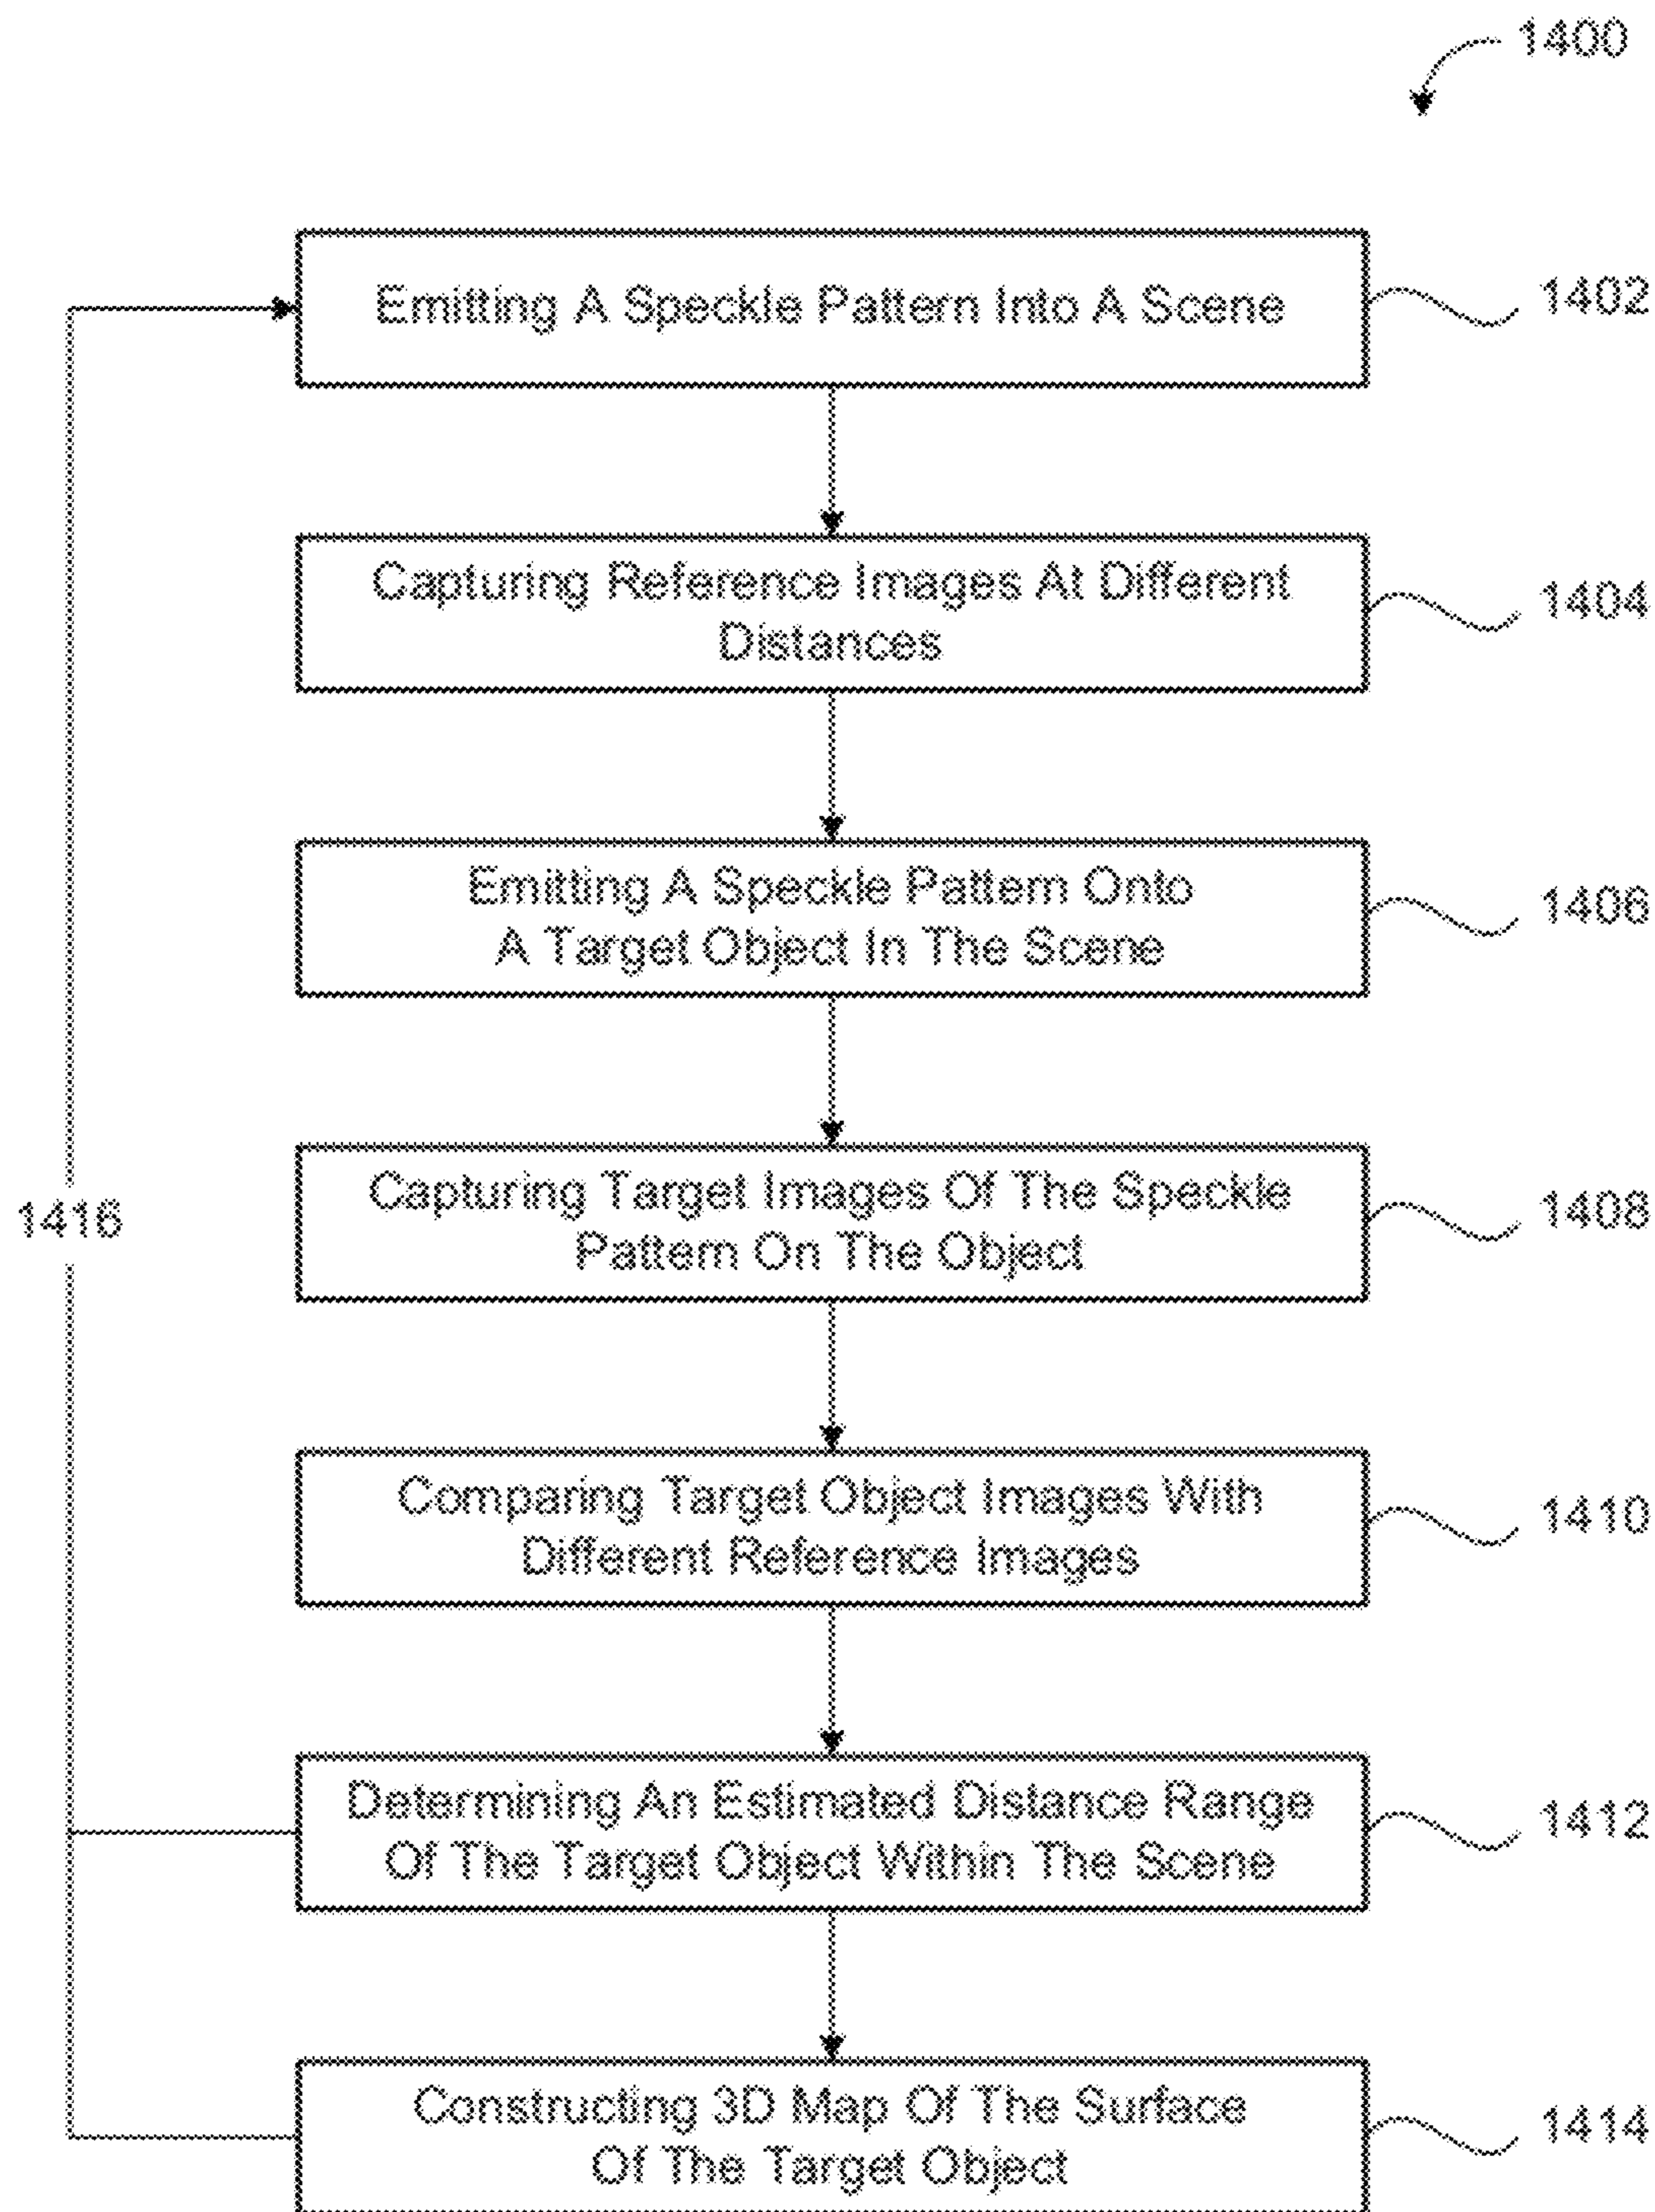 1400
Emitting A Speckle Pattern Into A Scene
1402
Capturing Reference Images At Different
Distances
1404
Emitting A Speckle Pattern Onto
A Target Object In The Scene
1406
Capturing Target Images Of The Speckle
Pattern On The Object
1408
1416
Comparing Target Object Images With
Different Reference Images
1410
Determining An Estimated Distance Range
Of The Target Object Within The Scene
1412
Constructing 3D Map Of The Surface
Of The Target Object
1414